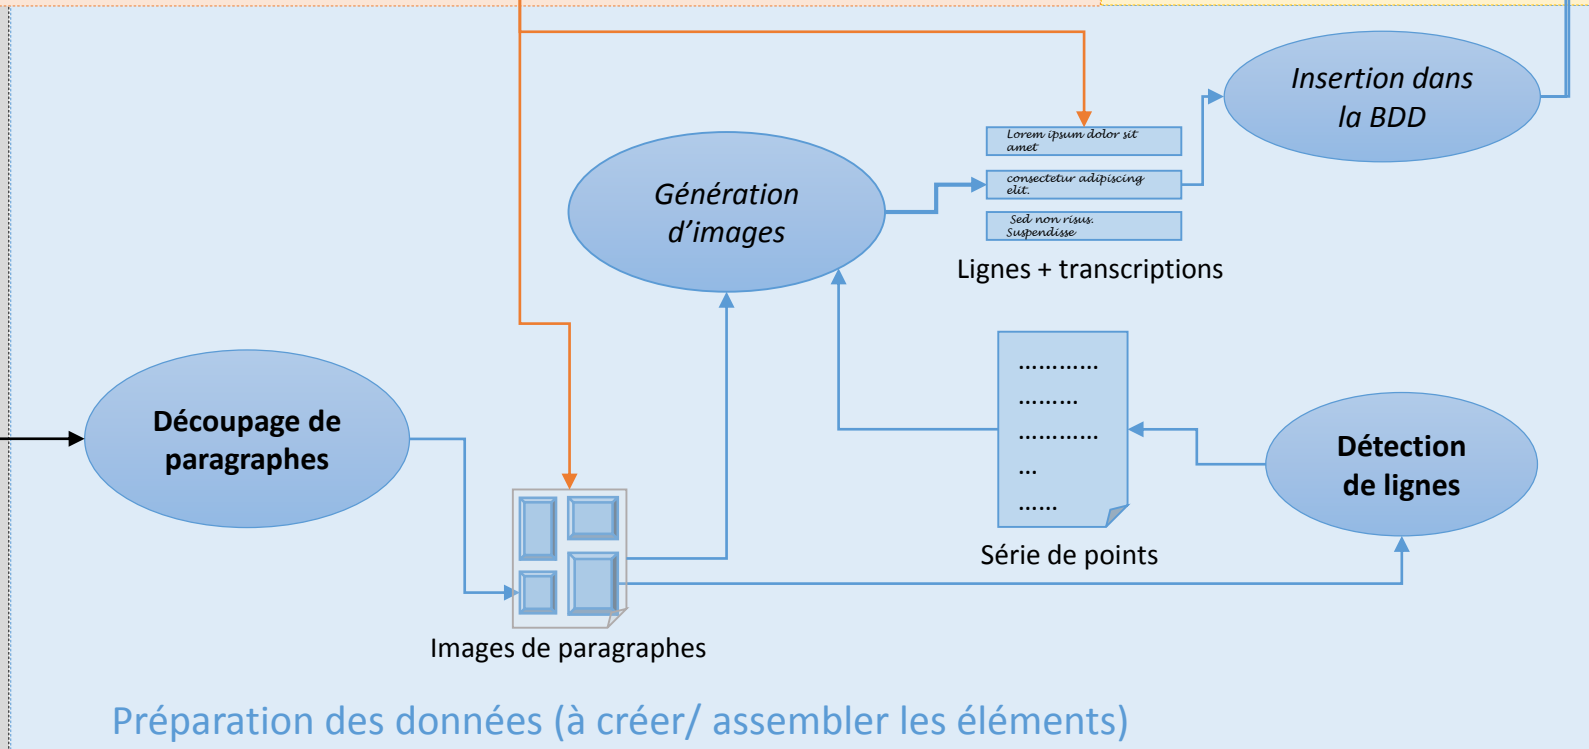 Insertion dans
la BDD
Lorem ipsum dolor sit
amet
consectetur adipiscing
elit.
Sed non risus.
Suspendisse
Lignes + transcriptions
Génération
d’images
Découpage de
paragraphes
Images de paragraphes
............
.........
............
...
......
Série de points
Détection
de lignes
Préparation des données (à créer/ assembler les éléments)